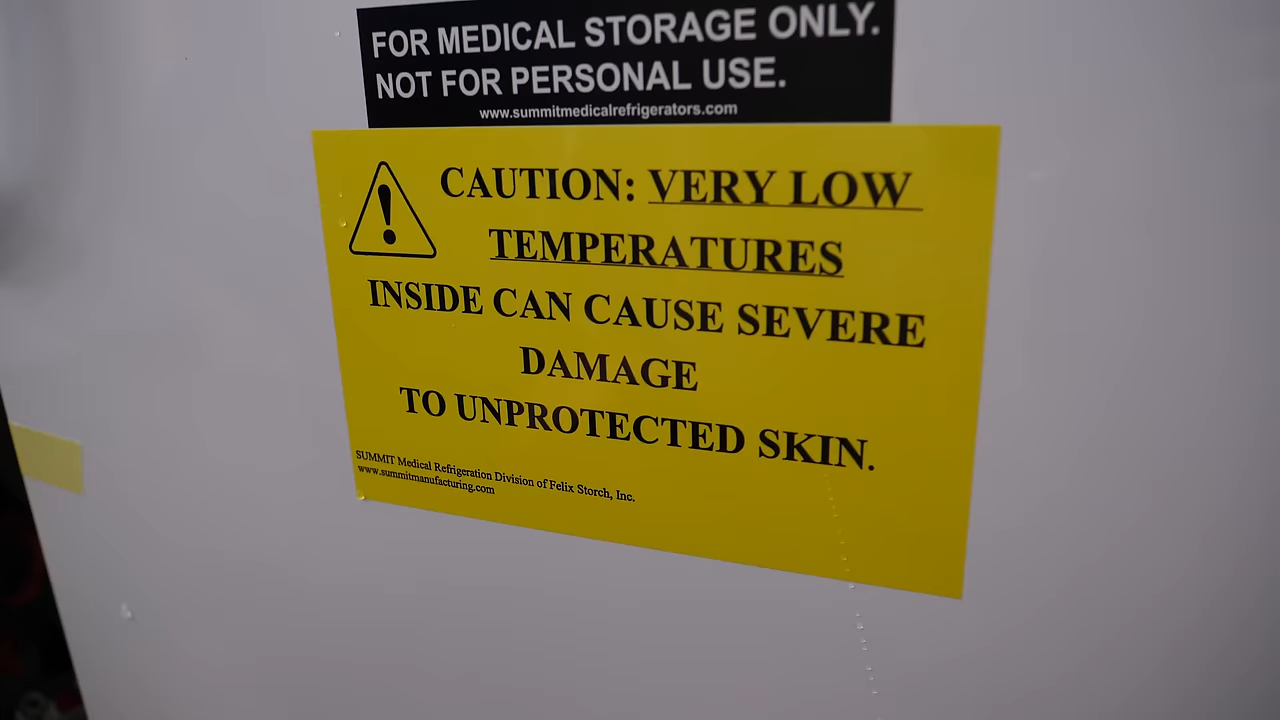 FOR MEDICAL STORAGE ONLY.
NOT FOR PERSONAL USE.
www.summitmedicalrefrigerators.com
CAUTION: VERY LOW
TEMPERATURES
INSIDE CAN CAUSE SEVERE
DAMAGE
TO UNPROTECTED SKIN.
SUMMIT Medical Refrigeration Division of Felix Storch, Inc.
www.summitmanufacturing.com